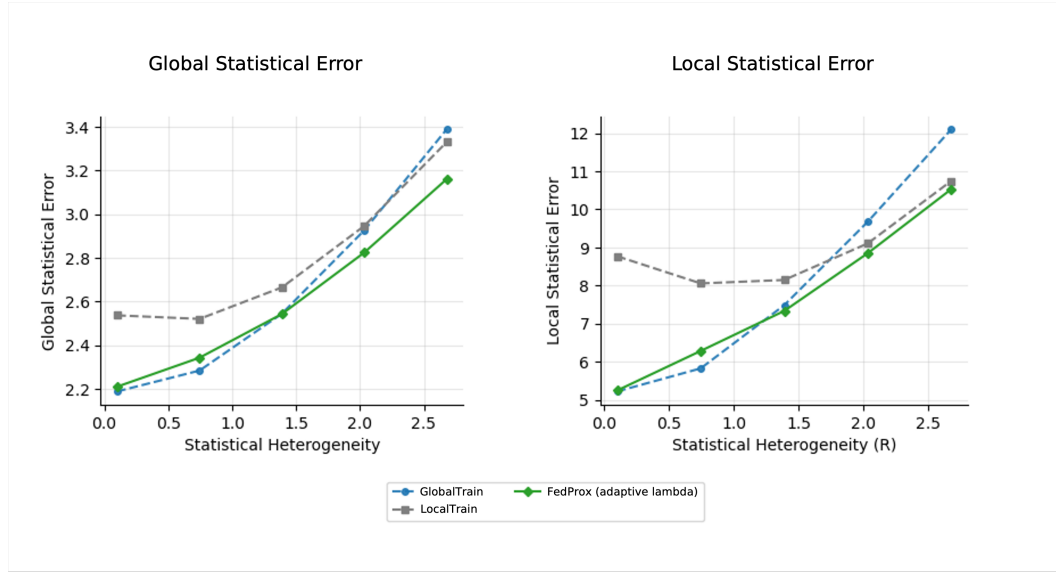 Global Statistical Error
Local Statistical Error
Global Statistical Error
3.4
3.2
3.0
2.8
2.6
2.4
2.2
0.0 0.5 1.0 1.5 2.0 2.5
Statistical Heterogeneity
Local Statistical Error
12
11
10
9
8
7
6
5
0.0 0.5 1.0 1.5 2.0 2.5
Statistical Heterogeneity (R)
GlobalTrain
LocalTrain
FedProx (adaptive lambda)